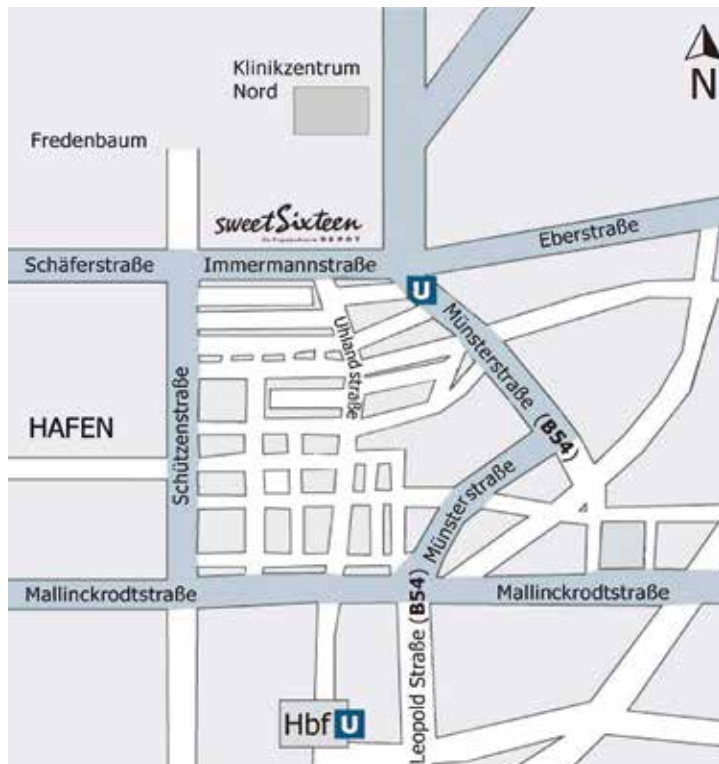 Klinikzentrum
Nord
N
Fredenbaum
sweetSixteen
DEPOT
Eberstraße
Schäferstraße
Immermannstraße
U
Münsterstraße (B54)
Uhlandstraße
HAFEN
Schützenstraße
Münsterstraße
Mallinckrodtstraße
Mallinckrodtstraße
Leopold Straße (B54)
Hbf U